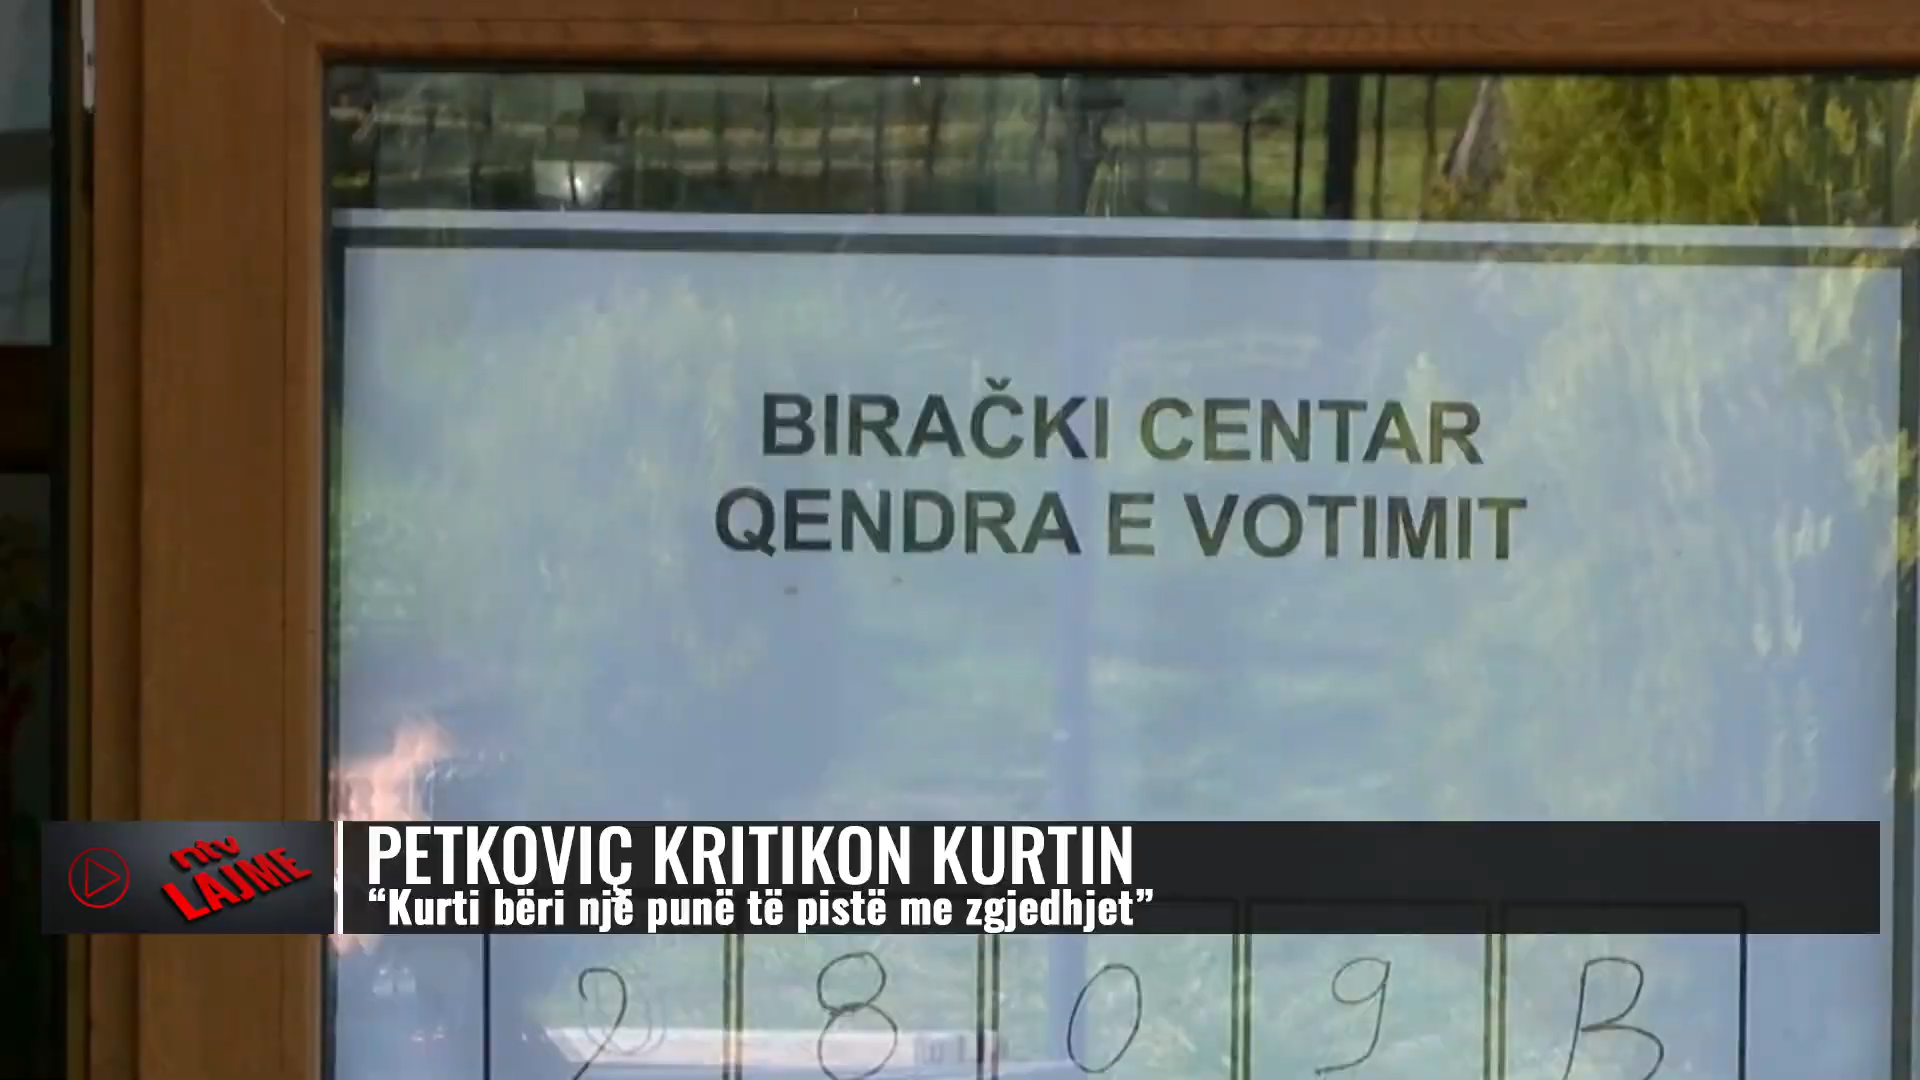 BIRAČKI CENTAR
QENDRA E VOTIMIT
ntv
LAJME
PETKOVIÇ KRITIKON KURTIN
“Kurti bëri një punë të pistë me zgjedhjet”
2 8 0 9 B